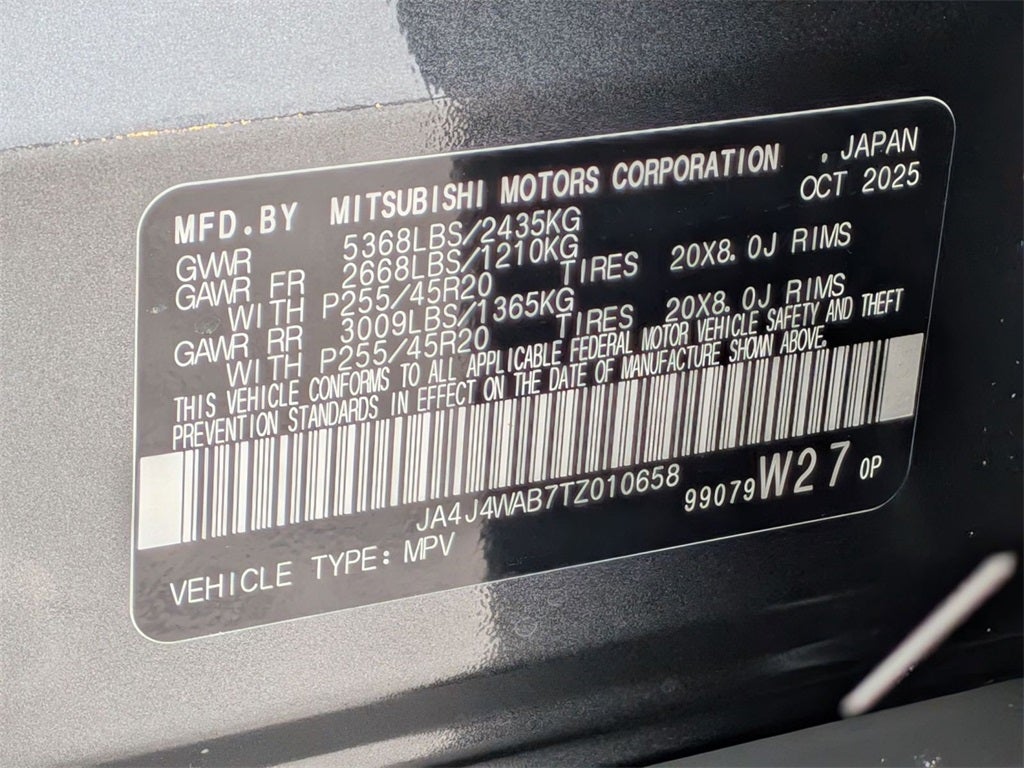 MFD.BY MITSUBISHI MOTORS CORPORATION . JAPAN
OCT 2025
GWWR 5368LBS/2435KG
GAWR FR 2668LBS/1210KG
WITH P255/45R20 TIRES 20X8.0J RIMS
GAWR RR 3009LBS/1365KG
WITH P255/45R20 TIRES 20X8.0J RIMS
THIS VEHICLE CONFORMS TO ALL APPLICABLE FEDERAL MOTOR VEHICLE SAFETY AND THEFT
PREVENTION STANDARDS IN EFFECT ON THE DATE OF MANUFACTURE SHOWN ABOVE.
JA4J4WAB7TZ010658 99079 W27 0P
VEHICLE TYPE: MPV